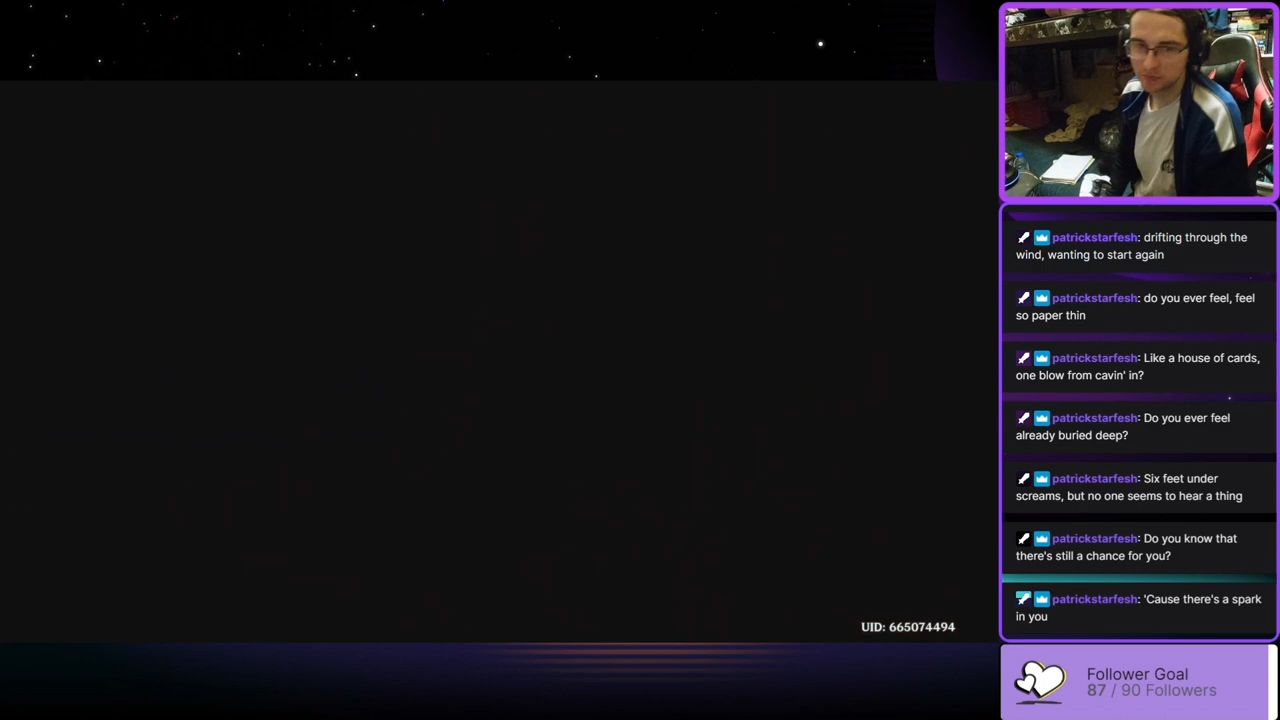 patrickstarfesh: drifting through the
wind, wanting to start again
patrickstarfesh: do you ever feel, feel
so paper thin
patrickstarfesh: Like a house of cards,
one blow from cavin' in?
patrickstarfesh: Do you ever feel
already buried deep?
patrickstarfesh: Six feet under
screams, but no one seems to hear a thing
patrickstarfesh: Do you know that
there's still a chance for you?
patrickstarfesh: 'Cause there's a spark
in you
UID: 665074494
Follower Goal
87 / 90 Followers